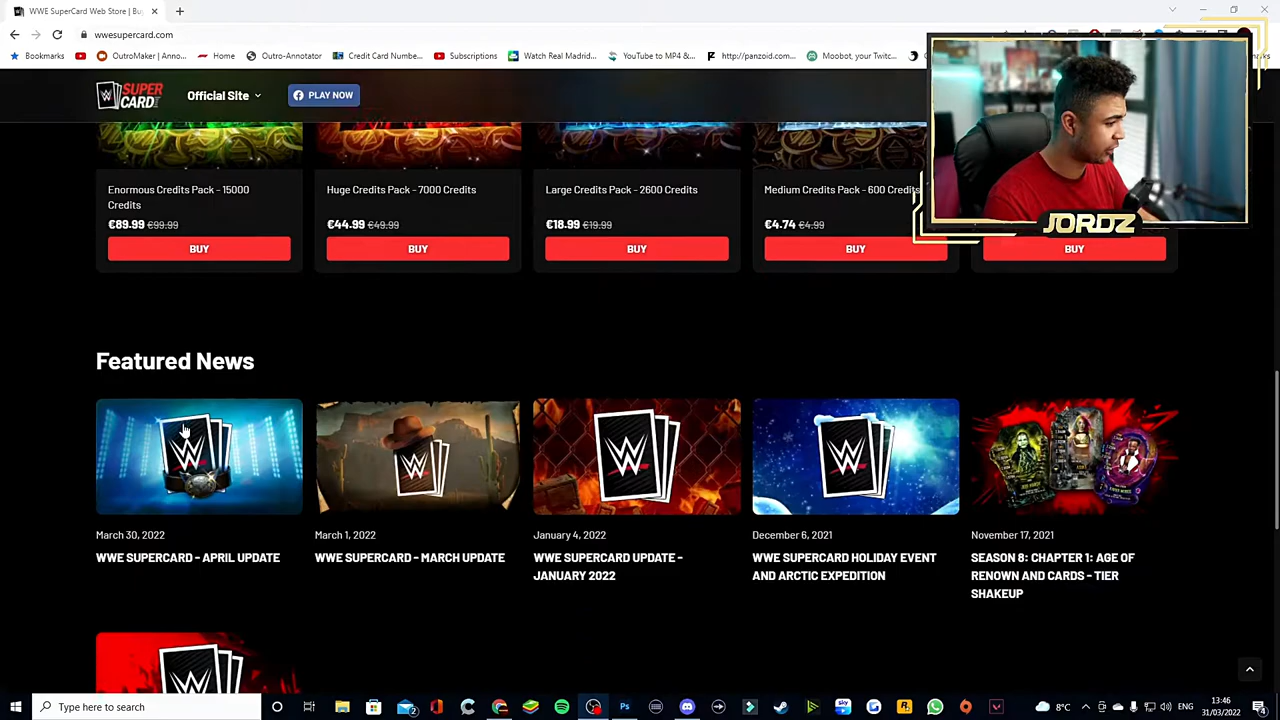 WWE SuperCard Web Store | Bu
wwesupercard.com
Bookmarks
OutroMaker | Annot
Home
Outro-Annotator
Credit Card Numbe...
Subscriptions
Watch Real Madrid...
YouTube to MP4 &...
http://panzoid.com...
Moobot, your Twitc...
W SUPER CARD
Official Site
PLAY NOW
JORDZ
Enormous Credits Pack - 15000 Credits
€89.99 €99.99
BUY
Huge Credits Pack - 7000 Credits
€44.99 €49.99
BUY
Large Credits Pack - 2600 Credits
€18.99 €19.99
BUY
Medium Credits Pack - 600 Credits
€4.74 €4.99
BUY
BUY
Featured News
March 30, 2022
WWE SUPERCARD - APRIL UPDATE
March 1, 2022
WWE SUPERCARD - MARCH UPDATE
January 4, 2022
WWE SUPERCARD UPDATE -
JANUARY 2022
December 6, 2021
WWE SUPERCARD HOLIDAY EVENT
AND ARCTIC EXPEDITION
November 17, 2021
SEASON 8: CHAPTER 1: AGE OF
RENOWN AND CARDS - TIER
SHAKEUP
Type here to search
8°C
ENG
13:46
31/03/2022